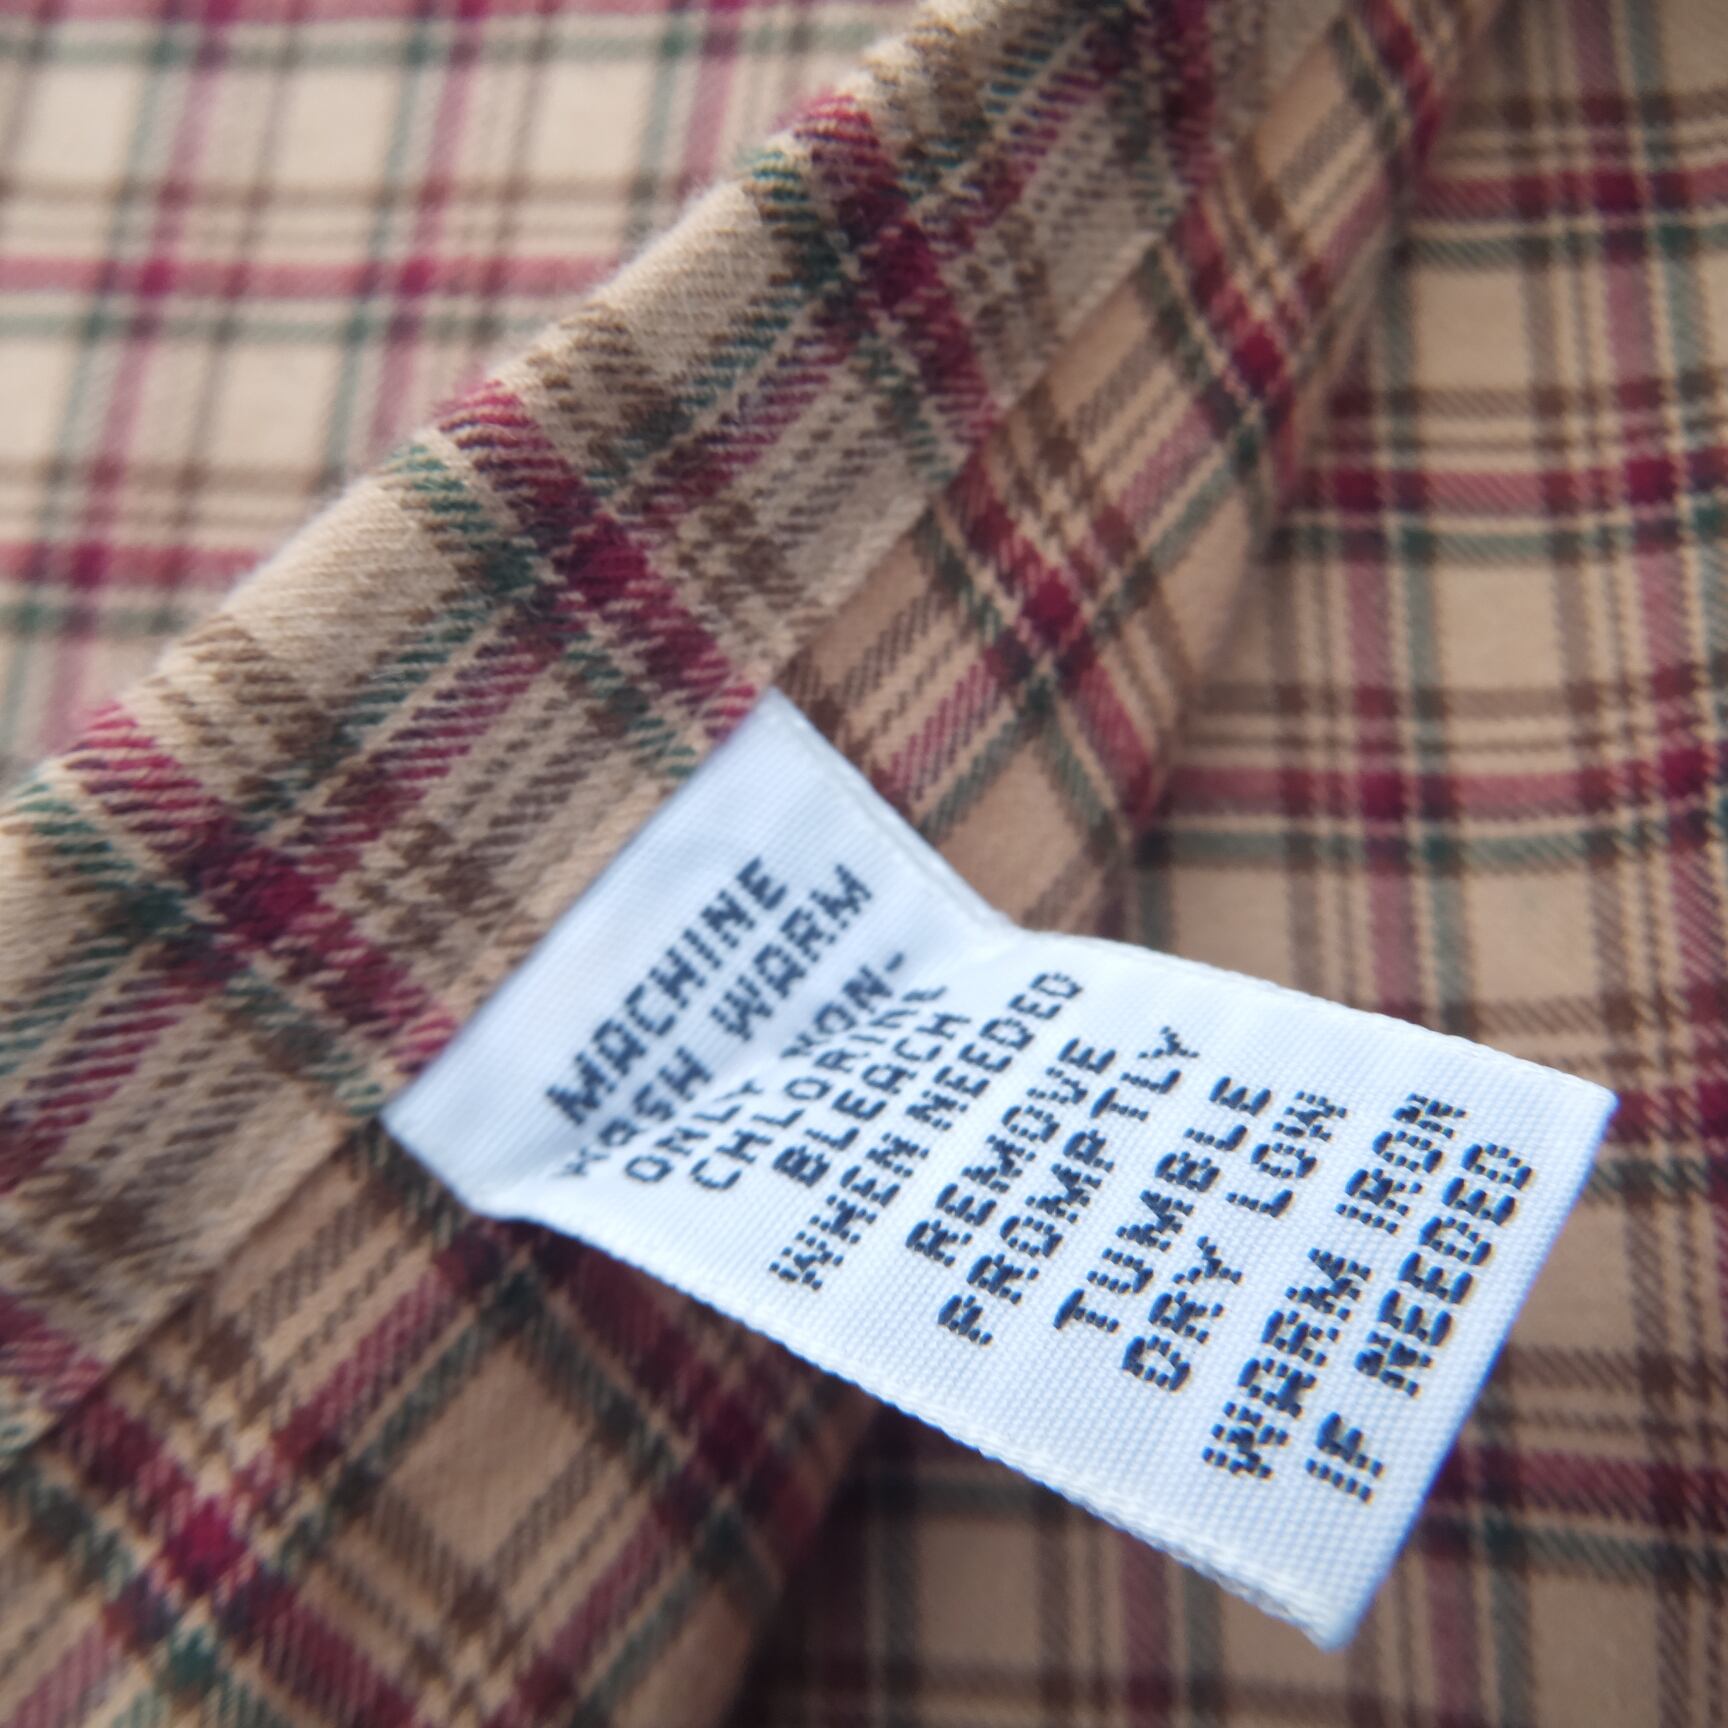 MACHINE
WASH WARM
ONLY NON-
CHLORINE
BLEACH
WHEN NEEDED
REMOVE
PROMPTLY
TUMBLE
DRY LOW
WARM IRON
IF NEEDED